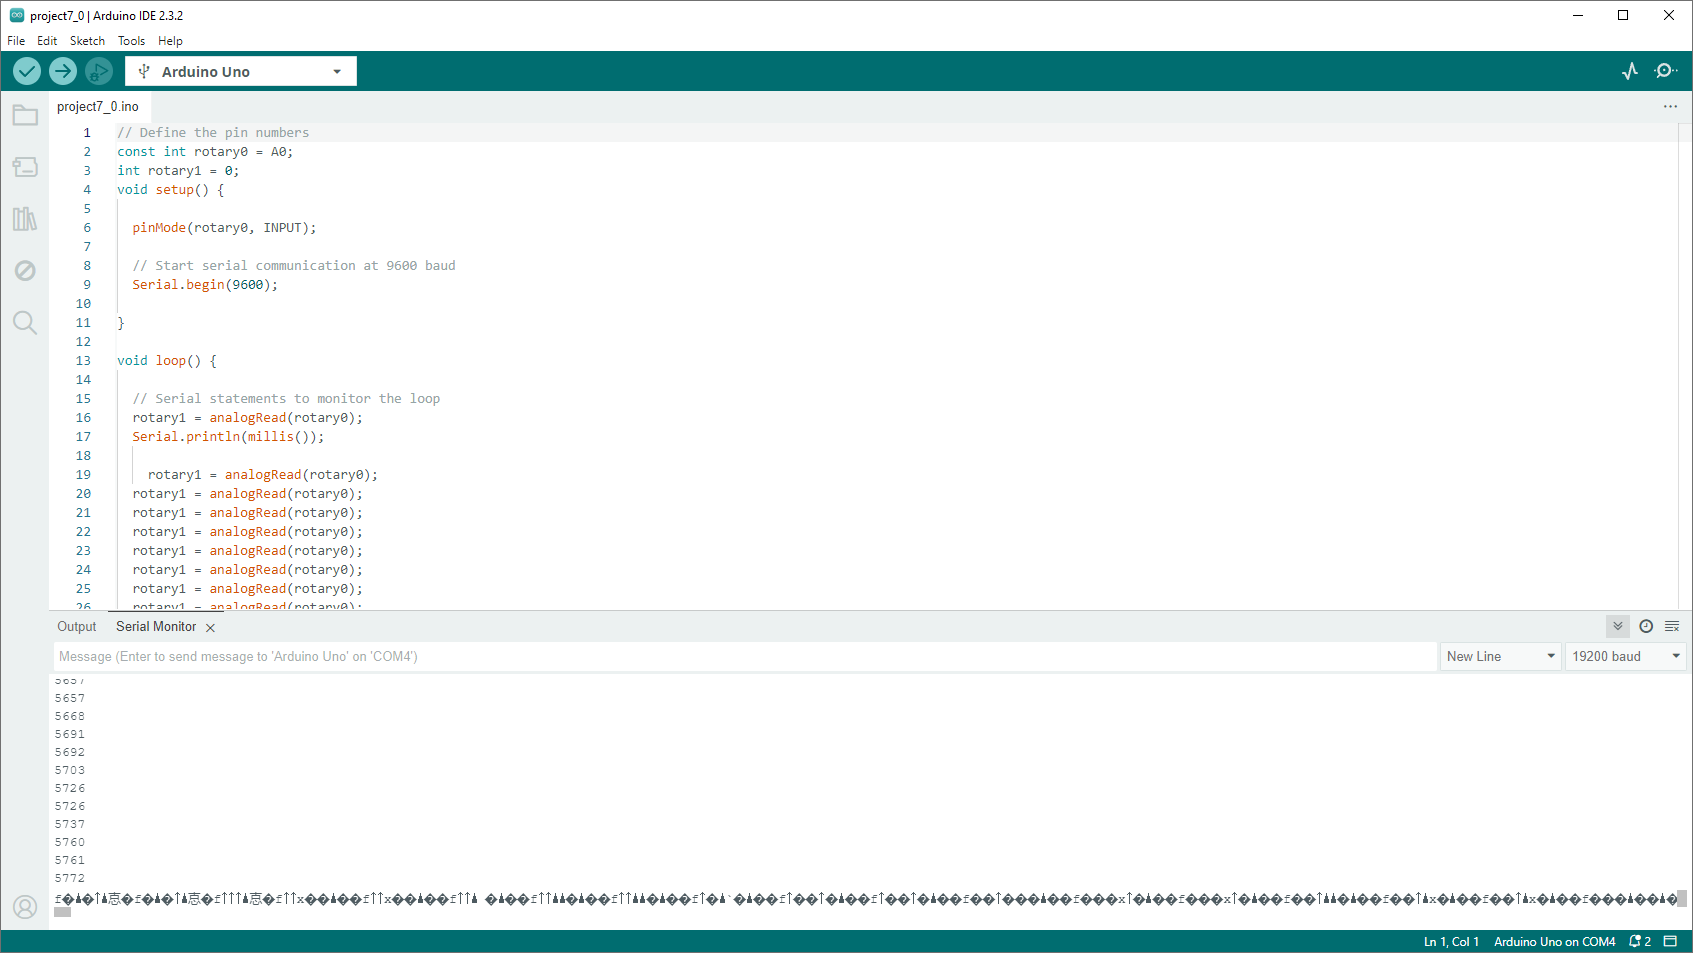 project7_0 | Arduino IDE 2.3.2
File Edit Sketch Tools Help
Arduino Uno
project7_0.ino
1 // Define the pin numbers
2 const int rotary0 = A0;
3 int rotary1 = 0;
4 void setup() {
5
6 pinMode(rotary0, INPUT);
7
8 // Start serial communication at 9600 baud
9 Serial.begin(9600);
10
11 }
12
13 void loop() {
14
15 // Serial statements to monitor the loop
16 rotary1 = analogRead(rotary0);
17 Serial.println(millis());
18
19 rotary1 = analogRead(rotary0);
20 rotary1 = analogRead(rotary0);
21 rotary1 = analogRead(rotary0);
22 rotary1 = analogRead(rotary0);
23 rotary1 = analogRead(rotary0);
24 rotary1 = analogRead(rotary0);
25 rotary1 = analogRead(rotary0);
26 rotary1 = analogRead(rotary0);
Output Serial Monitor
Message (Enter to send message to 'Arduino Uno' on 'COM4')
New Line 19200 baud
5657
5657
5668
5691
5692
5703
5726
5726
5737
5760
5761
5772
Ln 1, Col 1 Arduino Uno on COM4 2